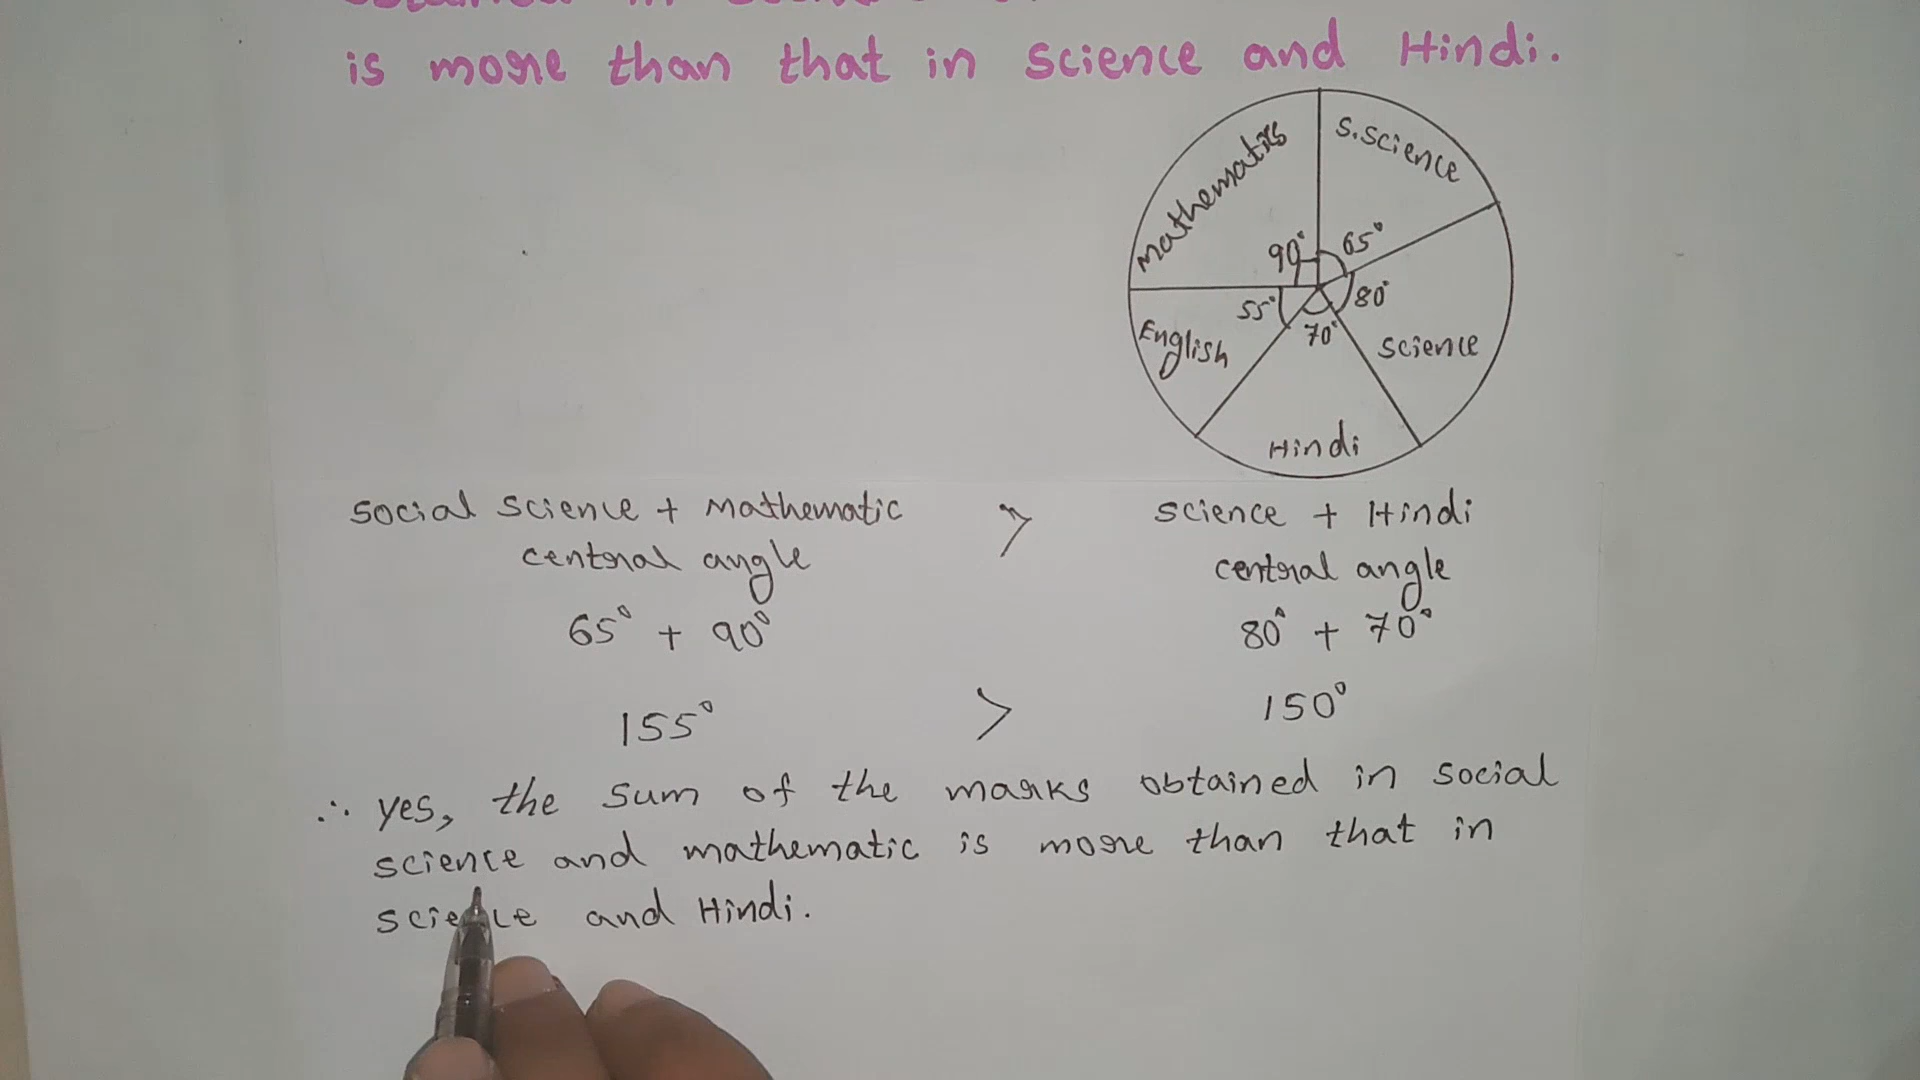 is more than that in science and Hindi.
S.Science
Mathematics
90° 65°
55° 80°
70°
English
Science
Hindi
social science + Mathematic > science + Hindi
central angle central angle
65° + 90° 80° + 70°
155° > 150°
∴ yes, the sum of the marks obtained in social
science and mathematic is more than that in
science and Hindi.